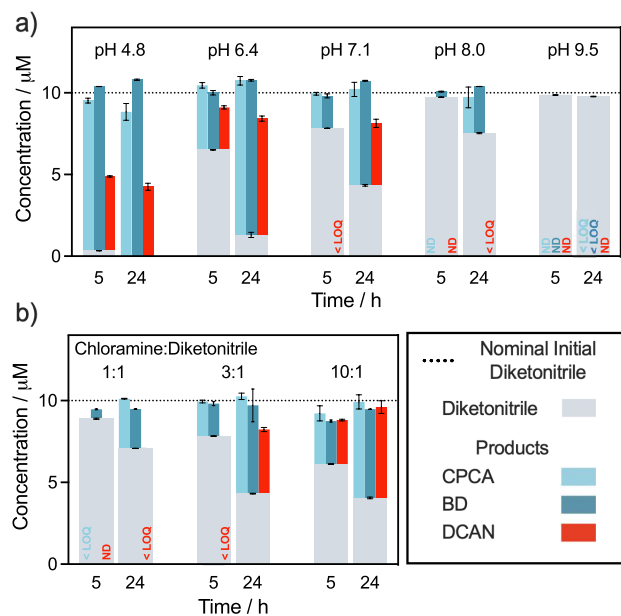 a)
pH 4.8 pH 6.4 pH 7.1 pH 8.0 pH 9.5
Concentration / μM
10
5
0
< LOQ
ND
ND
< LOQ
ND
ND
ND
< LOQ
< LOQ
ND
5 24 5 24 5 24 5 24 5 24
Time / h
b)
Chloramine:Diketonitrile
1:1 3:1 10:1
Concentration / μM
10
5
0
< LOQ
ND
< LOQ
< LOQ
5 24 5 24 5 24
Time / h
Nominal Initial
Diketonitrile
Diketonitrile
Products
CPCA
BD
DCAN